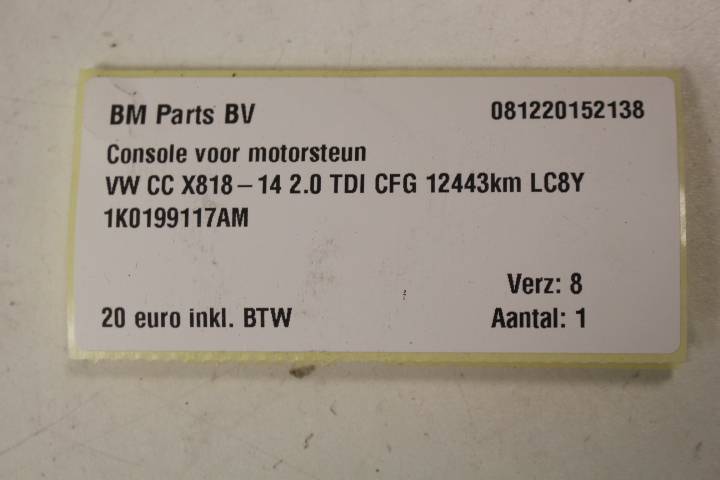 BM Parts BV 081220152138
Console voor motorsteun
VW CC X818-14 2.0 TDI CFG 12443km LC8Y
1K0199117AM
Verz: 8
20 euro inkl. BTW Aantal: 1